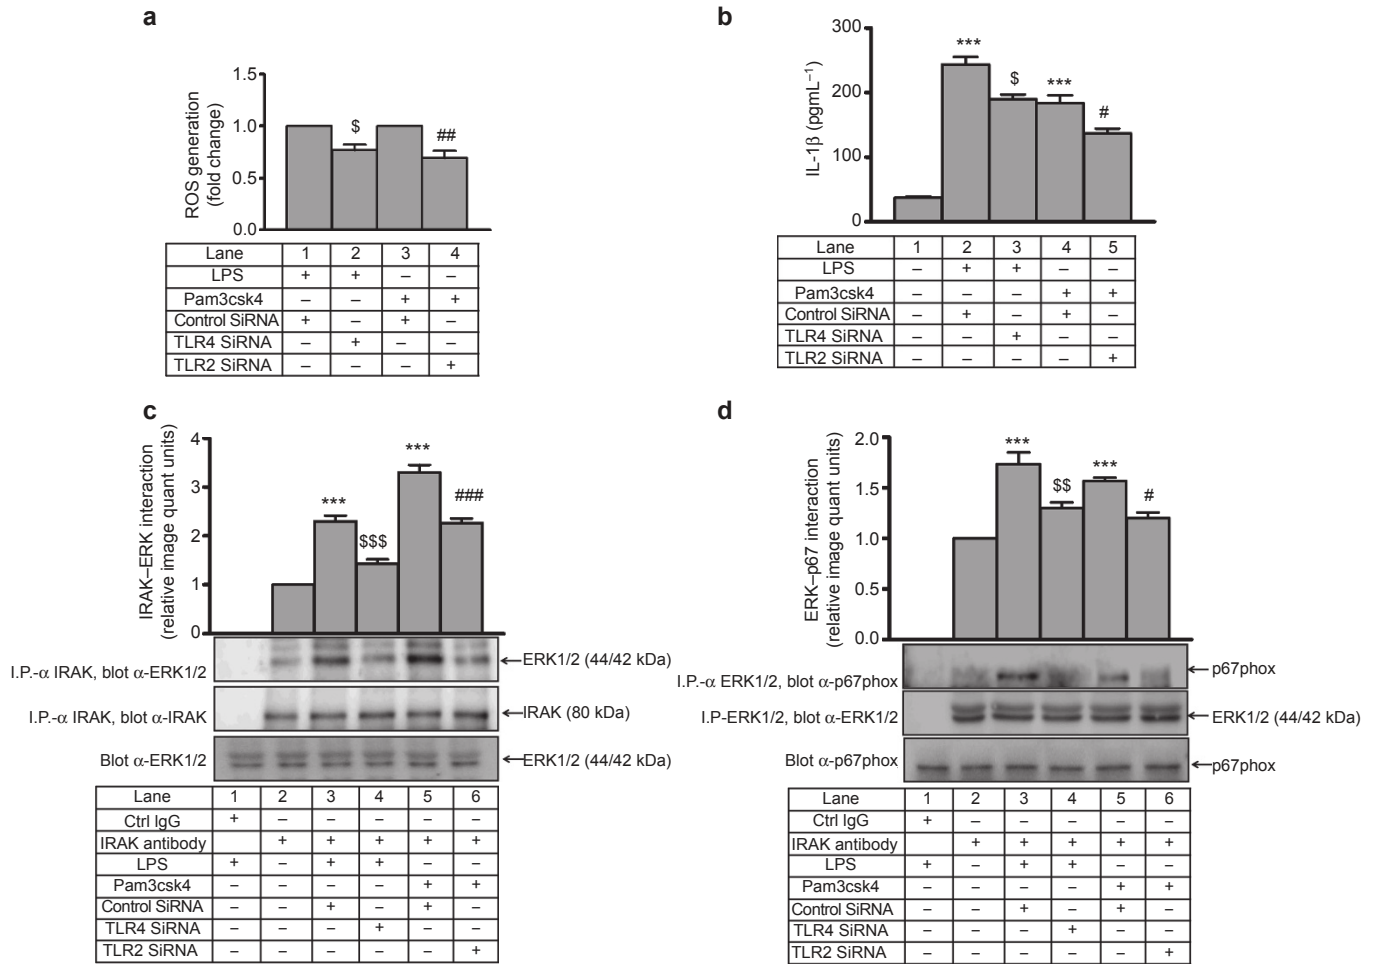 a
ROS generation
(fold change)
1.5
1.0
0.5
0.0
$
##
Lane 1 2 3 4
LPS + + – –
Pam3csk4 – – + +
Control SiRNA + – + –
TLR4 SiRNA – + – –
TLR2 SiRNA – – – +
b
IL-1β (pgmL⁻¹)
300
200
100
0
***
$
***
#
Lane 1 2 3 4 5
LPS – + + – –
Pam3csk4 – – – + +
Control SiRNA – + – + –
TLR4 SiRNA – – + – –
TLR2 SiRNA – – – – +
c
IRAK–ERK interaction
(relative image quant units)
4
3
2
1
0
***
$$$
***
###
I.P.-α IRAK, blot α-ERK1/2
ERK1/2 (44/42 kDa)
I.P.-α IRAK, blot α-IRAK
IRAK (80 kDa)
Blot α-ERK1/2
ERK1/2 (44/42 kDa)
Lane 1 2 3 4 5 6
Ctrl IgG + – – – – –
IRAK antibody + + + + +
LPS + – + + – –
Pam3csk4 – – – – + +
Control SiRNA – – + – + –
TLR4 SiRNA – – – + – –
TLR2 SiRNA – – – – – +
d
ERK–p67 interaction
(relative image quant units)
2.0
1.5
1.0
0.5
0.0
***
$$
***
#
I.P.-α ERK1/2, blot α-p67phox
p67phox
I.P-ERK1/2, blot α-ERK1/2
ERK1/2 (44/42 kDa)
Blot α-p67phox
p67phox
Lane 1 2 3 4 5 6
Ctrl IgG + – – – – –
IRAK antibody + + + + +
LPS + – + + – –
Pam3csk4 – – – – + +
Control SiRNA – – + – + –
TLR4 SiRNA – – – + – –
TLR2 SiRNA – – – – – +